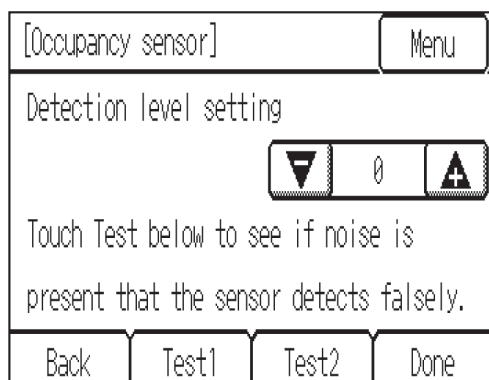 [Occupancy sensor] Menu
Detection level setting
0
Touch Test below to see if noise is
present that the sensor detects falsely.
Back Test1 Test2 Done